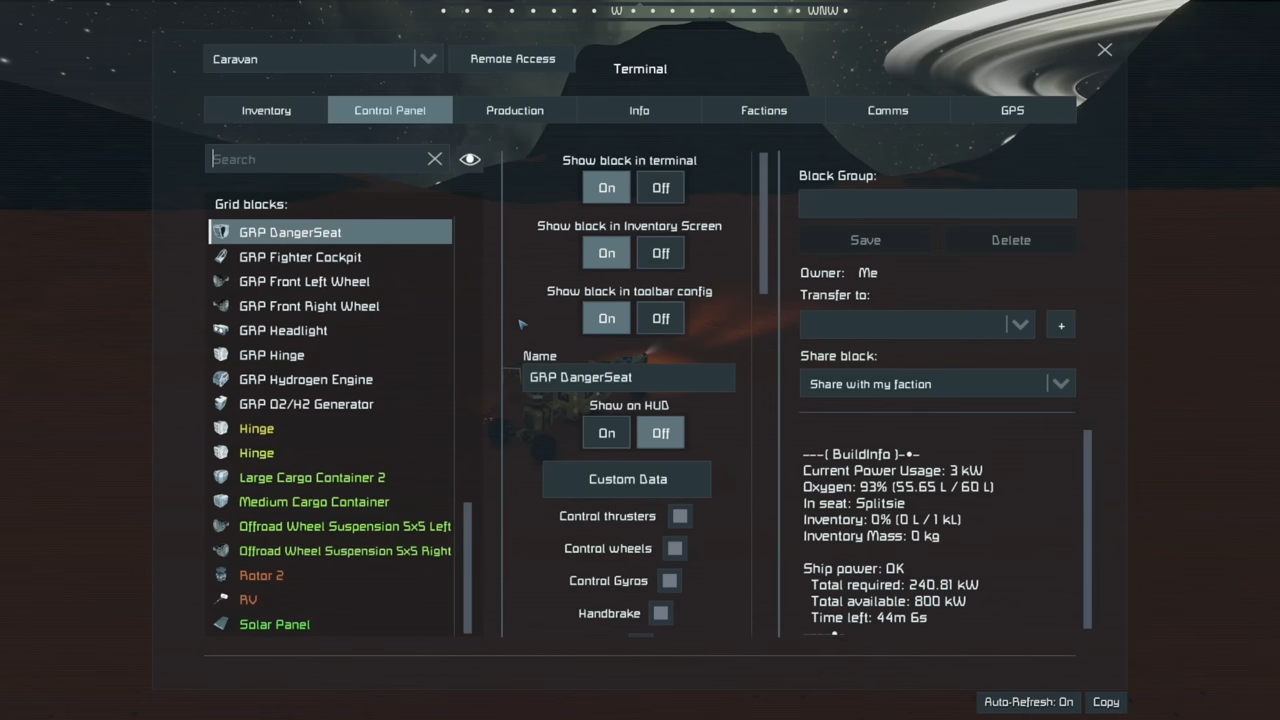 W
WNW
Caravan
Remote Access
Terminal
Inventory
Control Panel
Production
Info
Factions
Comms
GPS
Search
Grid blocks:
GRP DangerSeat
GRP Fighter Cockpit
GRP Front Left Wheel
GRP Front Right Wheel
GRP Headlight
GRP Hinge
GRP Hydrogen Engine
GRP O2/H2 Generator
Hinge
Hinge
Large Cargo Container 2
Medium Cargo Container
Offroad Wheel Suspension 5x5 Left
Offroad Wheel Suspension 5x5 Right
Rotor 2
RV
Solar Panel
Show block in terminal
On Off
Show block in Inventory Screen
On Off
Show block in toolbar config
On Off
Name
GRP DangerSeat
Show on HUD
On Off
Custom Data
Control thrusters
Control wheels
Control Gyros
Handbrake
Block Group:
Save
Delete
Owner: Me
Transfer to:
+
Share block:
Share with my faction
---( BuildInfo )-•-
Current Power Usage: 3 kW
Oxygen: 93% (55.65 L / 60 L)
In seat: Splitsie
Inventory: 0% (0 L / 1 kL)
Inventory Mass: 0 kg
Ship power: OK
Total required: 240.81 kW
Total available: 800 kW
Time left: 44m 6s
Auto-Refresh: On
Copy